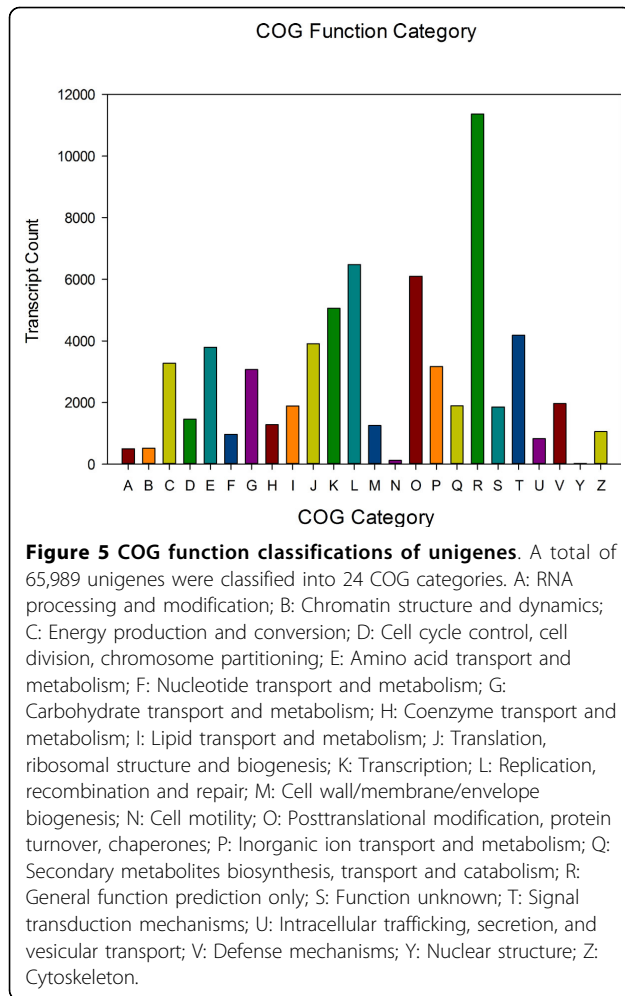 COG Function Category
12000
10000
8000
6000
4000
2000
0
Transcript Count
A B C D E F G H I J K L M N O P Q R S T U V Y Z
COG Category
Figure 5 COG function classifications of unigenes. A total of
65,989 unigenes were classified into 24 COG categories. A: RNA
processing and modification; B: Chromatin structure and dynamics;
C: Energy production and conversion; D: Cell cycle control, cell
division, chromosome partitioning; E: Amino acid transport and
metabolism; F: Nucleotide transport and metabolism; G:
Carbohydrate transport and metabolism; H: Coenzyme transport and
metabolism; I: Lipid transport and metabolism; J: Translation,
ribosomal structure and biogenesis; K: Transcription; L: Replication,
recombination and repair; M: Cell wall/membrane/envelope
biogenesis; N: Cell motility; O: Posttranslational modification, protein
turnover, chaperones; P: Inorganic ion transport and metabolism; Q:
Secondary metabolites biosynthesis, transport and catabolism; R:
General function prediction only; S: Function unknown; T: Signal
transduction mechanisms; U: Intracellular trafficking, secretion, and
vesicular transport; V: Defense mechanisms; Y: Nuclear structure; Z:
Cytoskeleton.